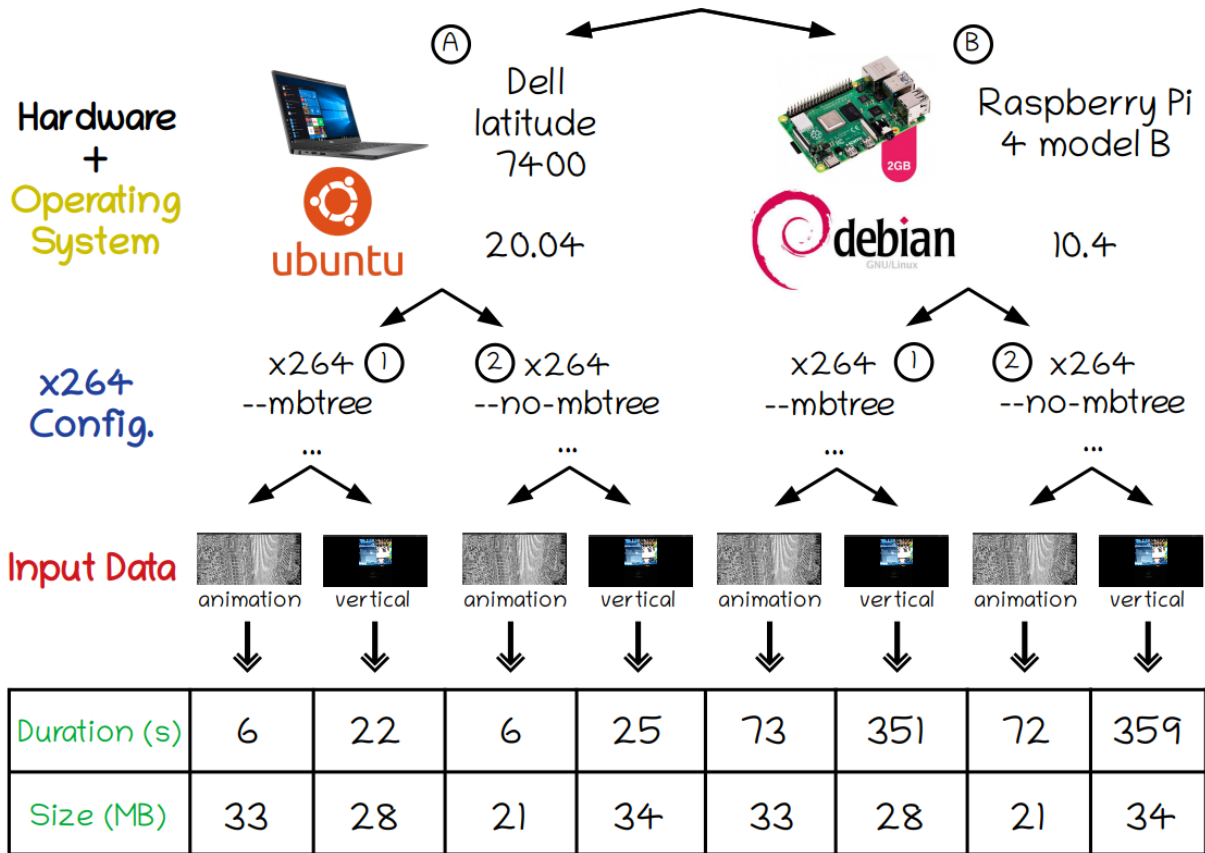 A
B
Dell
latitude
7400
Raspberry Pi
4 model B
Hardware
+
Operating
System
2GB
ubuntu
20.04
debian
GNU/Linux
10.4
x264 1
--mbtree
...
2 x264
--no-mbtree
...
x264 1
--mbtree
...
2 x264
--no-mbtree
...
x264
Config.
Input Data
animation vertical animation vertical animation vertical animation vertical
Duration (s) 6 22 6 25 73 351 72 359
Size (MB) 33 28 21 34 33 28 21 34